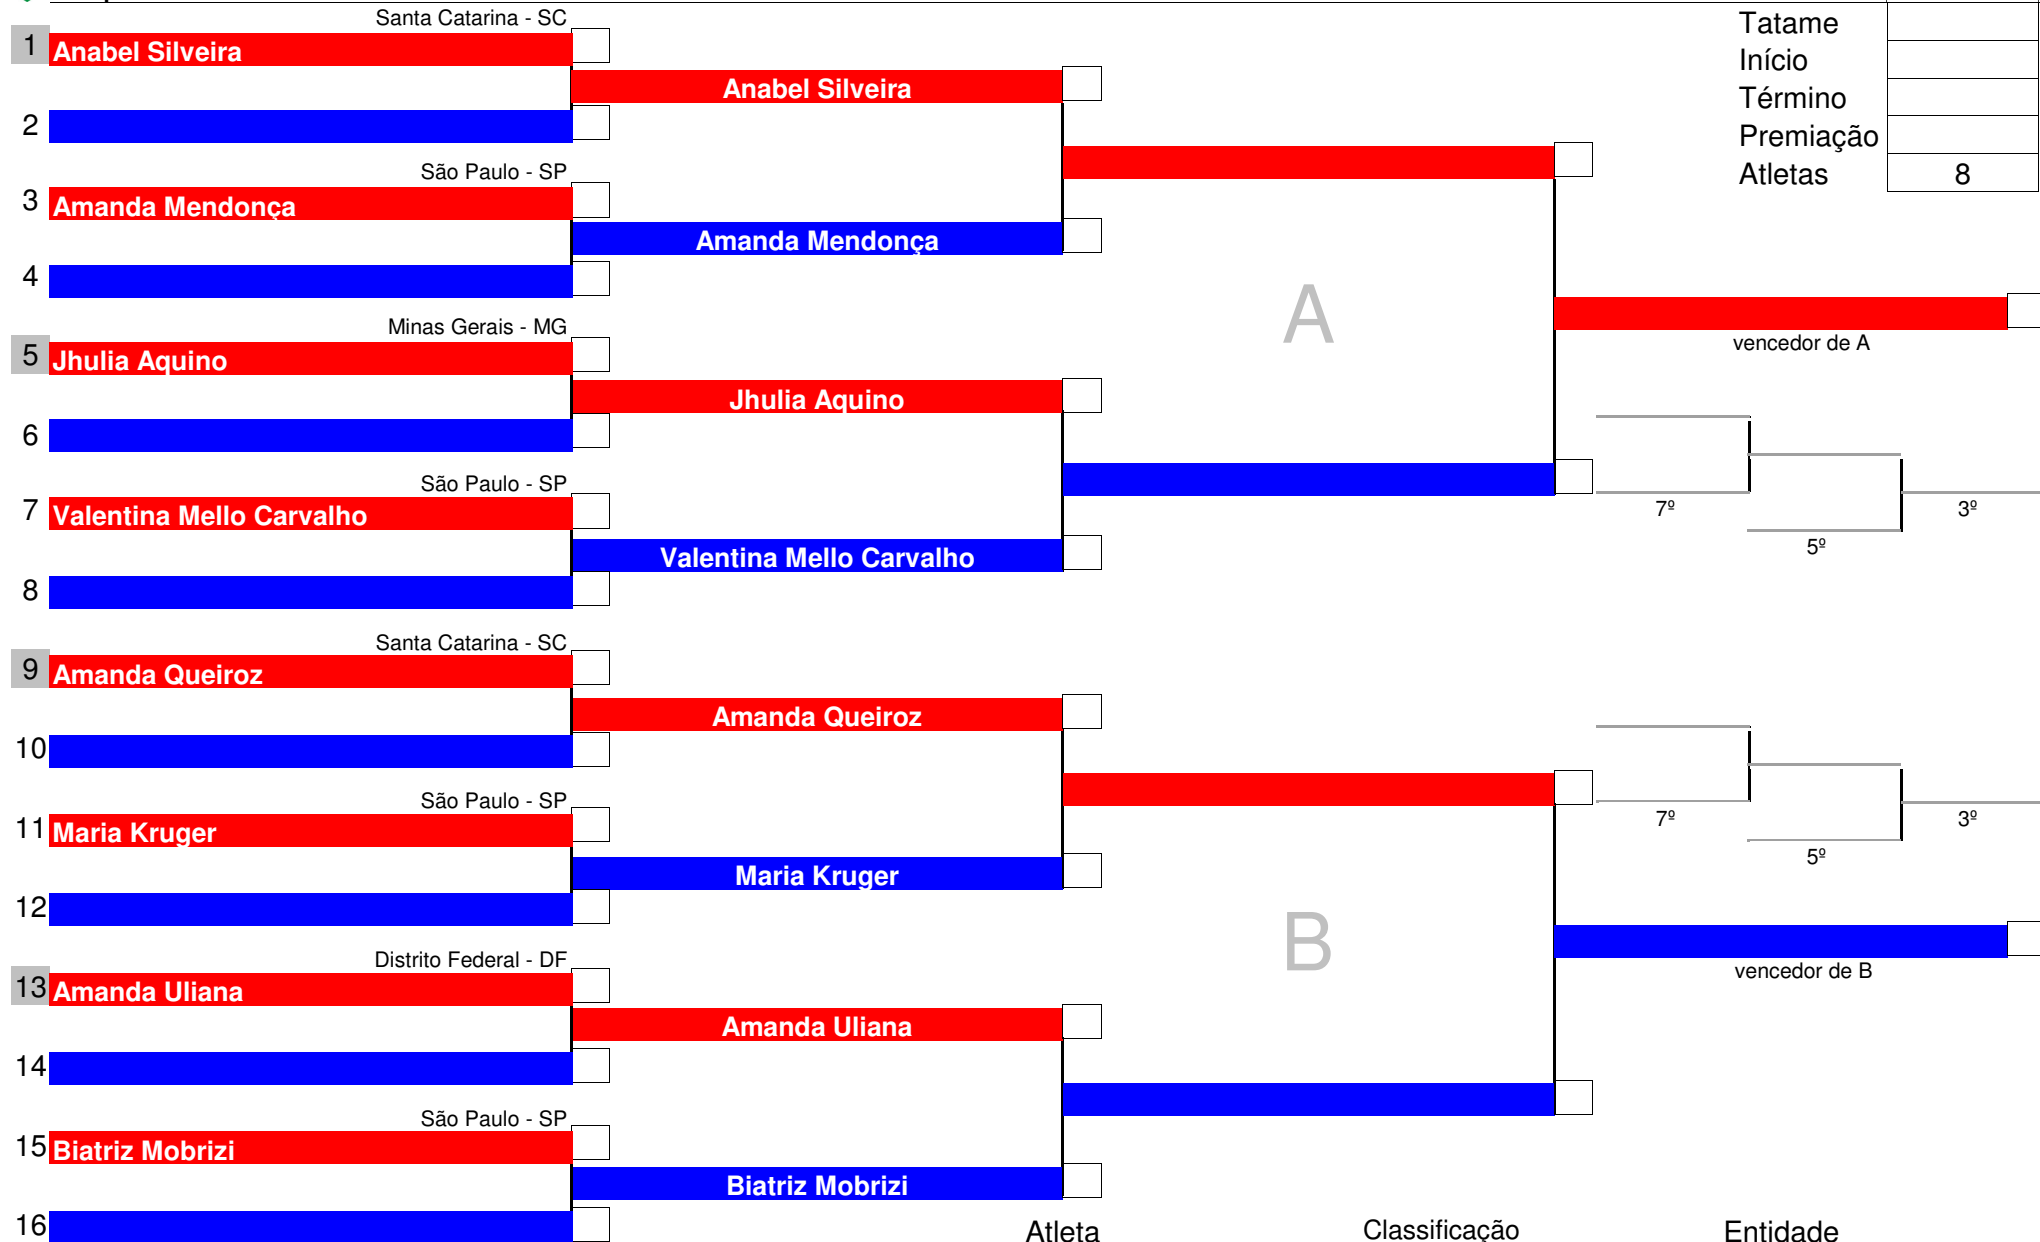 Santa Catarina - SC
1 Anabel Silveira
Anabel Silveira
2
São Paulo - SP
3 Amanda Mendonça
Amanda Mendonça
4
Minas Gerais - MG
5 Jhulia Aquino
Jhulia Aquino
6
São Paulo - SP
7 Valentina Mello Carvalho
Valentina Mello Carvalho
8
Santa Catarina - SC
9 Amanda Queiroz
Amanda Queiroz
10
São Paulo - SP
11 Maria Kruger
Maria Kruger
12
Distrito Federal - DF
13 Amanda Uliana
Amanda Uliana
14
São Paulo - SP
15 Biatriz Mobrizi
Biatriz Mobrizi
16
A
B
Tatame
Início
Término
Premiação
Atletas 8
vencedor de A
7º
5º
3º
7º
5º
3º
vencedor de B
Atleta Classificação Entidade